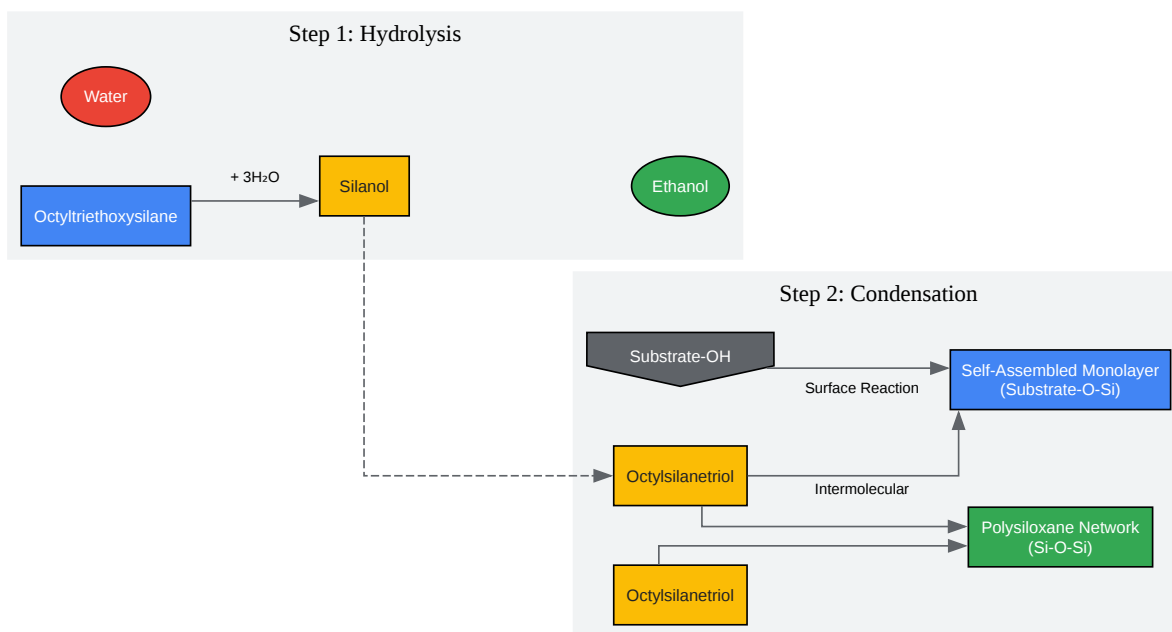 Step 1: Hydrolysis
Water
+ 3H₂O
Silanol
Ethanol
Octyltriethoxysilane
Step 2: Condensation
Substrate-OH
Self-Assembled Monolayer
(Substrate-O-Si)
Surface Reaction
Octylsilanetriol
Intermolecular
Polysiloxane Network
(Si-O-Si)
Octylsilanetriol